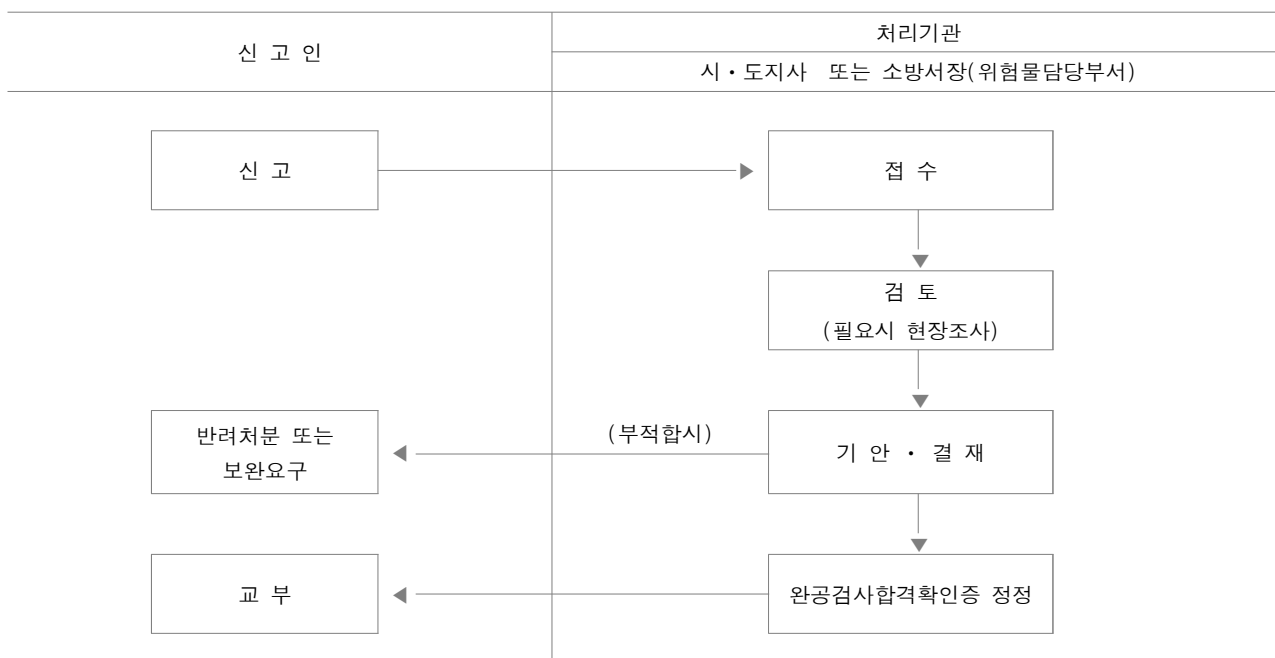 신 고 인
처리기관
시・도지사 또는 소방서장(위험물담당부서)
신 고
접 수
검 토
(필요시 현장조사)
반려처분 또는
보완요구
(부적합시)
기 안 ・ 결 재
교 부
완공검사합격확인증 정정